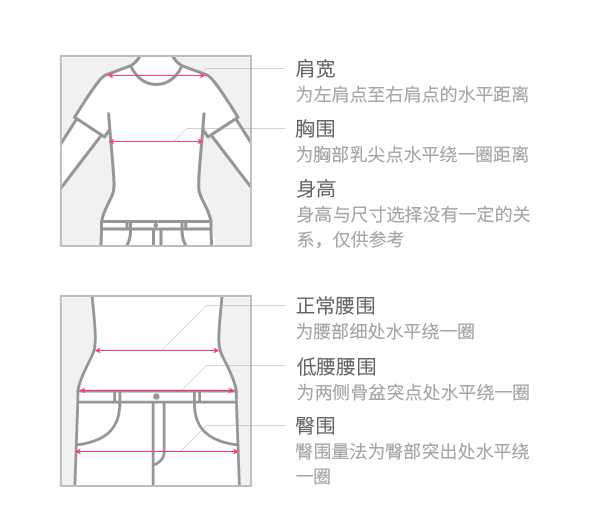 肩宽
为左肩点至右肩点的水平距离
胸围
为胸部乳尖点水平绕一圈距离
身高
身高与尺寸选择没有一定的关
系，仅供参考
正常腰围
为腰部细处水平绕一圈
低腰腰围
为两侧骨盆突点处水平绕一圈
臀围
臀围量法为臀部突出处水平绕
一圈